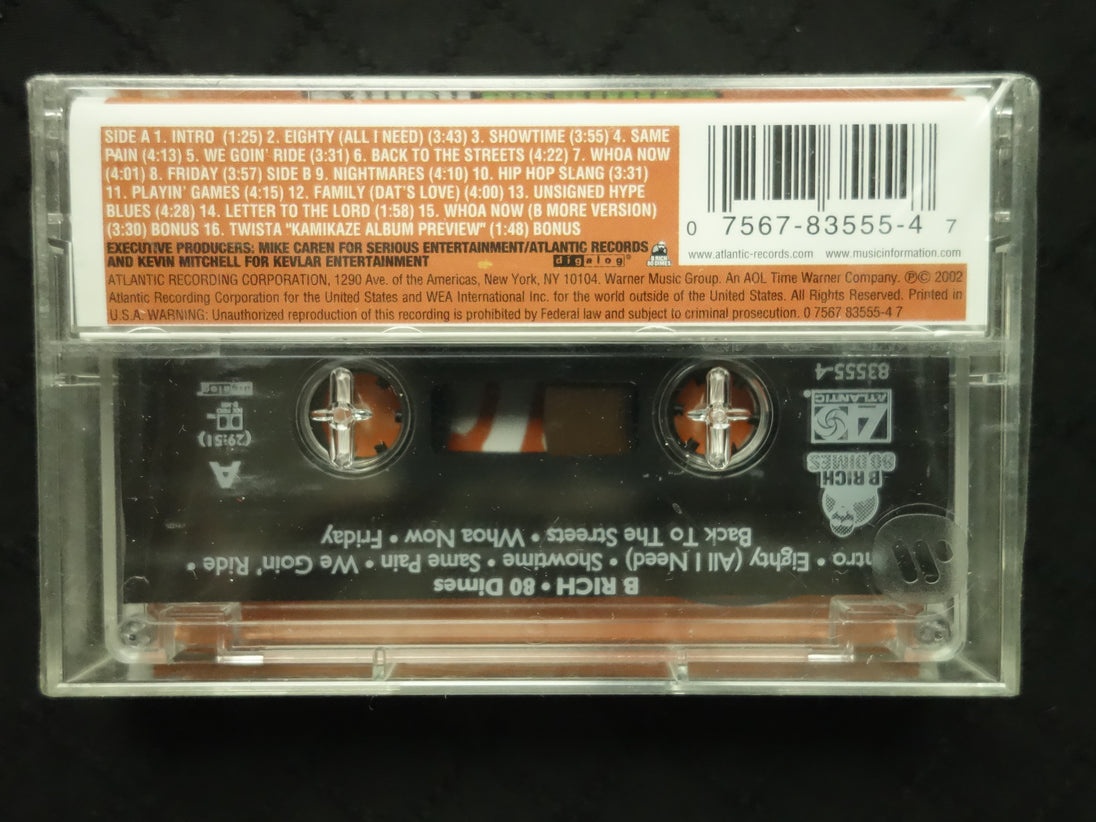 SIDE A 1. INTRO (1:25) 2. EIGHTY (ALL I NEED) (3:43) 3. SHOWTIME (3:55) 4. SAME
PAIN (4:13) 5. WE GOIN' RIDE (3:31) 6. BACK TO THE STREETS (4:22) 7. WHOA NOW
(4:01) 8. FRIDAY (3:57) SIDE B 9. NIGHTMARES (4:10) 10. HIP HOP SLANG (3:31)
11. PLAYIN' GAMES (4:15) 12. FAMILY (DAT'S LOVE) (4:00) 13. UNSIGNED HYPE
BLUES (4:28) 14. LETTER TO THE LORD (1:58) 15. WHOA NOW (B MORE VERSION)
(3:30) BONUS 16. TWISTA "KAMIKAZE ALBUM PREVIEW" (1:48) BONUS
EXECUTIVE PRODUCERS: MIKE CAREN FOR SERIOUS ENTERTAINMENT/ATLANTIC RECORDS
AND KEVIN MITCHELL FOR KEVLAR ENTERTAINMENT
digalog®
B RICH
80 DIMES
0 7567-83555-4 7
www.atlantic-records.com www.musicinformation.com
ATLANTIC RECORDING CORPORATION, 1290 Ave. of the Americas, New York, NY 10104. Warner Music Group. An AOL Time Warner Company. ℗© 2002
Atlantic Recording Corporation for the United States and WEA International Inc. for the world outside of the United States. All Rights Reserved. Printed in
U.S.A. WARNING: Unauthorized reproduction of this recording is prohibited by Federal law and subject to criminal prosecution. 0 7567 83555-4 7
B RICH • 80 Dimes
ntro • Eighty (All I Need) • Showtime • Same Pain • We Goin' Ride •
Back To The Streets • Whoa Now • Friday
B RICH
80 DIMES
ATLANTIC®
83555-4
A
(29:51)
digalog